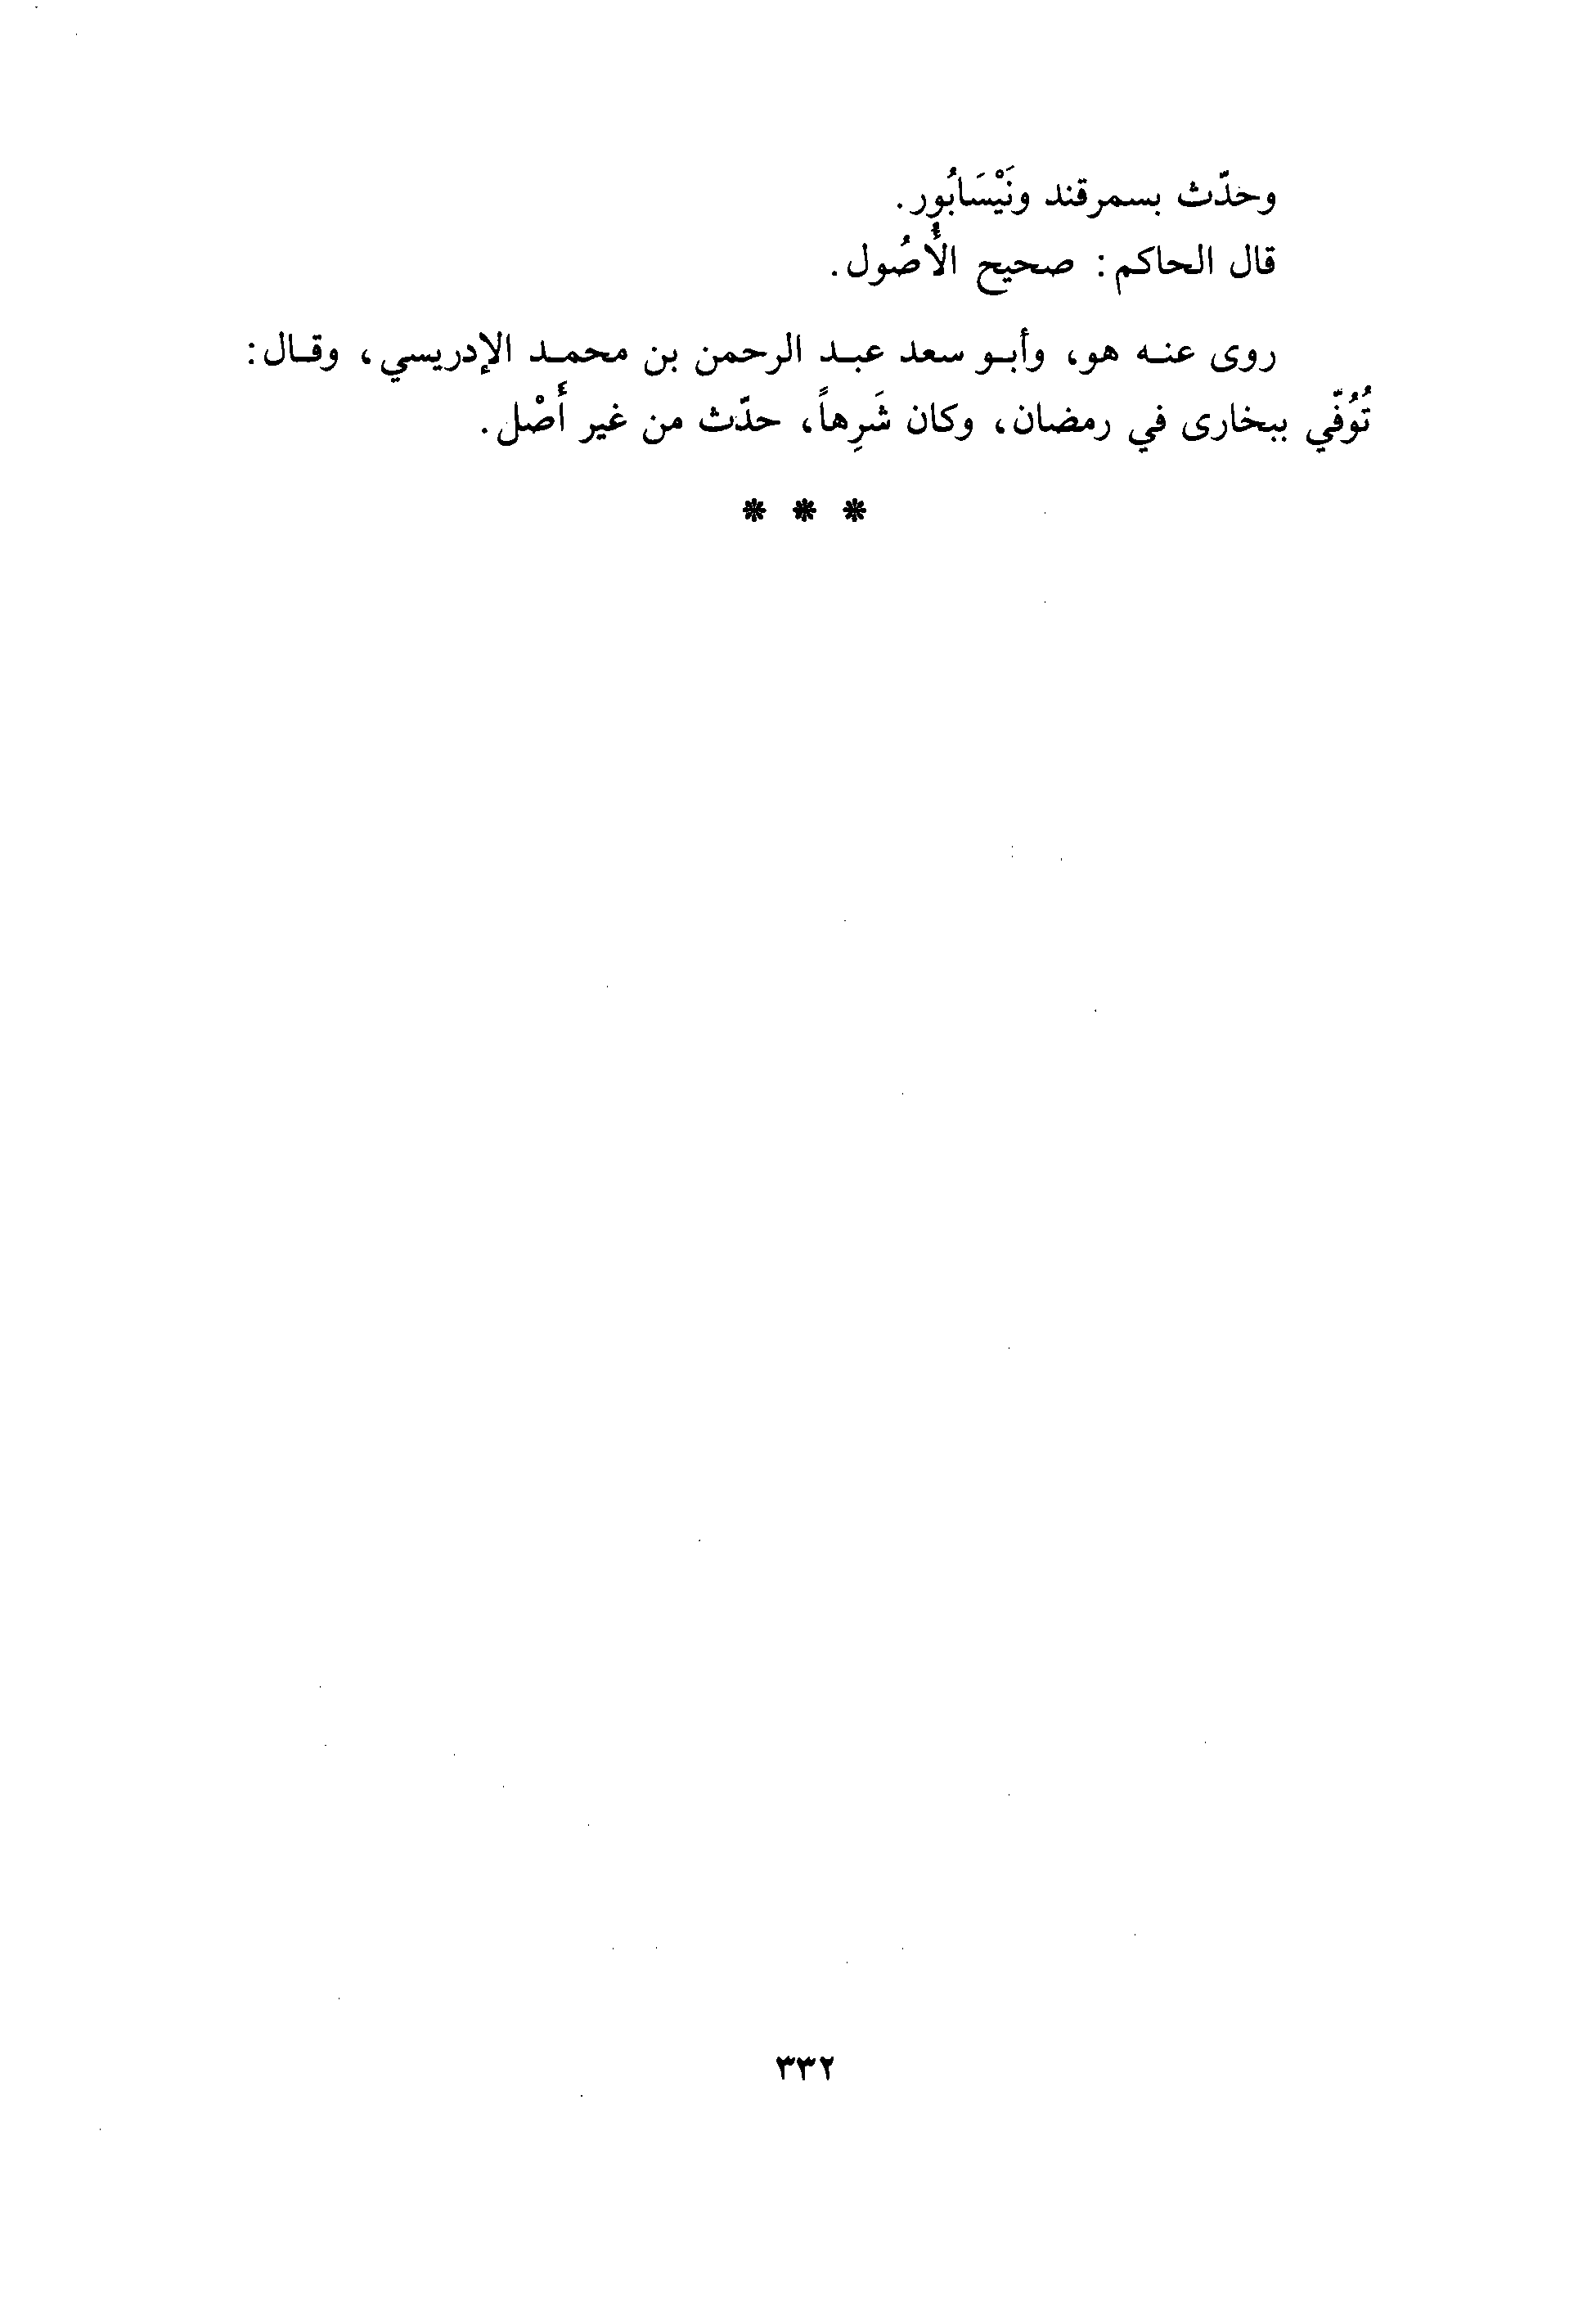 وحدّث بسمرقند ونَيْسَابُور.
قال الحاكم: صحيح الأُصُول.
روى عنه هو، وأبو سعد عبد الرحمن بن محمد الإدريسي، وقال:
تُوُفّي ببخارى في رمضان، وكان شَرِهاً، حدّث من غير أَصْل.
* * *
٣٣٢